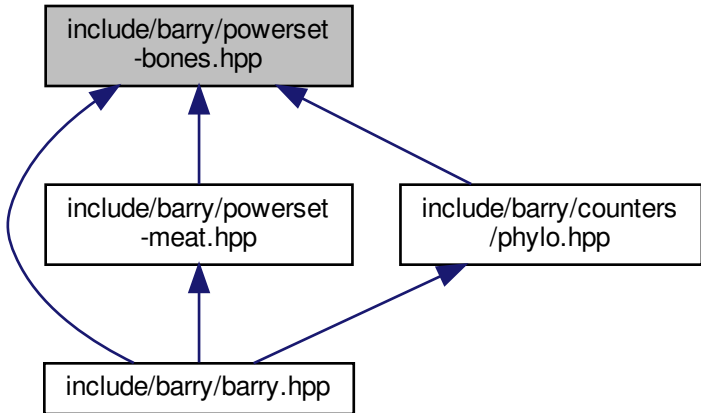 include/barry/powerset
-bones.hpp
include/barry/powerset
-meat.hpp
include/barry/counters
/phylo.hpp
include/barry/barry.hpp